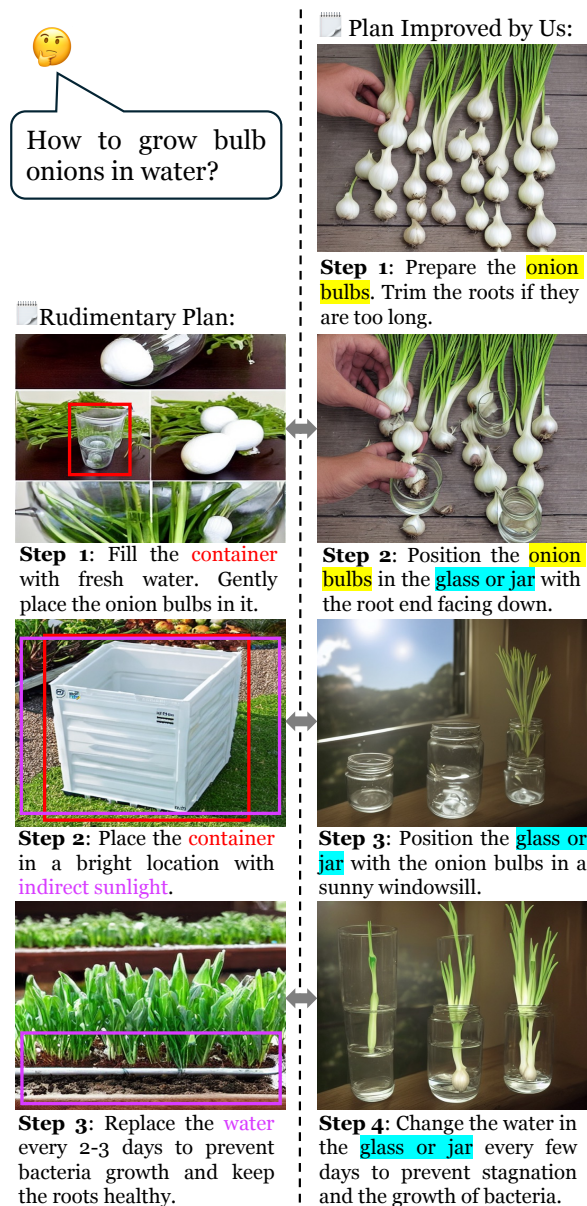 How to grow bulb
onions in water?
Rudimentary Plan:
Step 1: Fill the container
with fresh water. Gently
place the onion bulbs in it.
Step 2: Place the container
in a bright location with
indirect sunlight.
Step 3: Replace the water
every 2-3 days to prevent
bacteria growth and keep
the roots healthy.
Plan Improved by Us:
Step 1: Prepare the onion
bulbs. Trim the roots if they
are too long.
Step 2: Position the onion
bulbs in the glass or jar with
the root end facing down.
Step 3: Position the glass or
jar with the onion bulbs in a
sunny windowsill.
Step 4: Change the water in
the glass or jar every few
days to prevent stagnation
and the growth of bacteria.